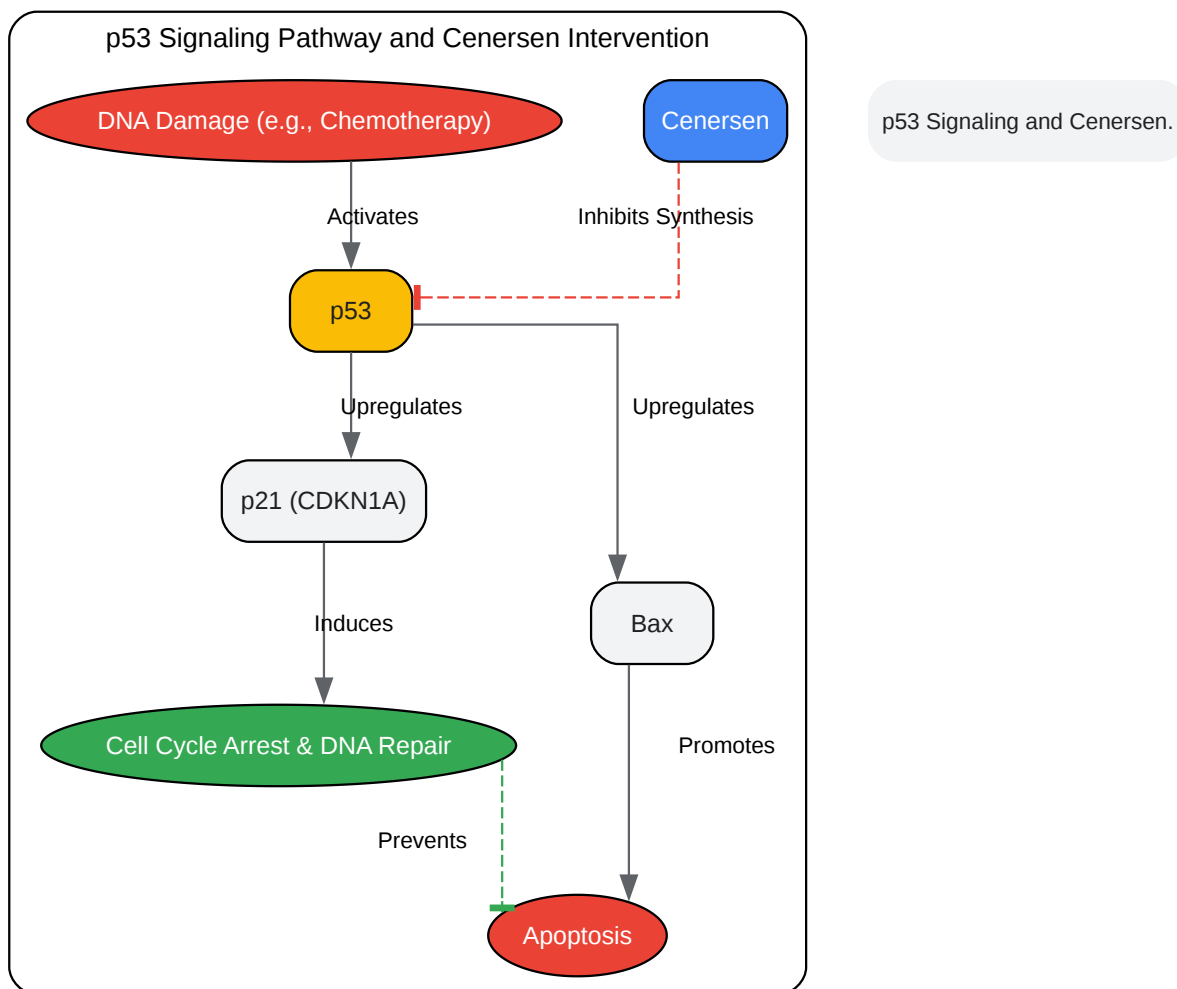 p53 Signaling Pathway and Cenersen Intervention
DNA Damage (e.g., Chemotherapy)
Cenersen
p53 Signaling and Cenersen.
Activates
Inhibits Synthesis
p53
Upregulates
Upregulates
p21 (CDKN1A)
Induces
Bax
Cell Cycle Arrest & DNA Repair
Promotes
Prevents
Apoptosis